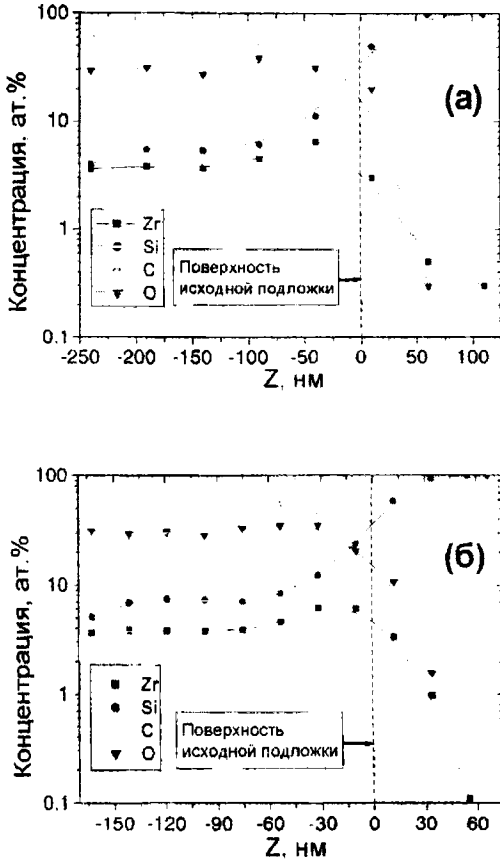 100
10
1
0.1
Концентрация, ат.%
(а)
Zr
Si
C
O
Поверхность
исходной подложки
-250 -200 -150 -100 -50 0 50 100
Z, нм
100
10
1
0.1
Концентрация, ат.%
(б)
Zr
Si
C
O
Поверхность
исходной подложки
-150 -120 -90 -60 -30 0 30 60
Z, нм